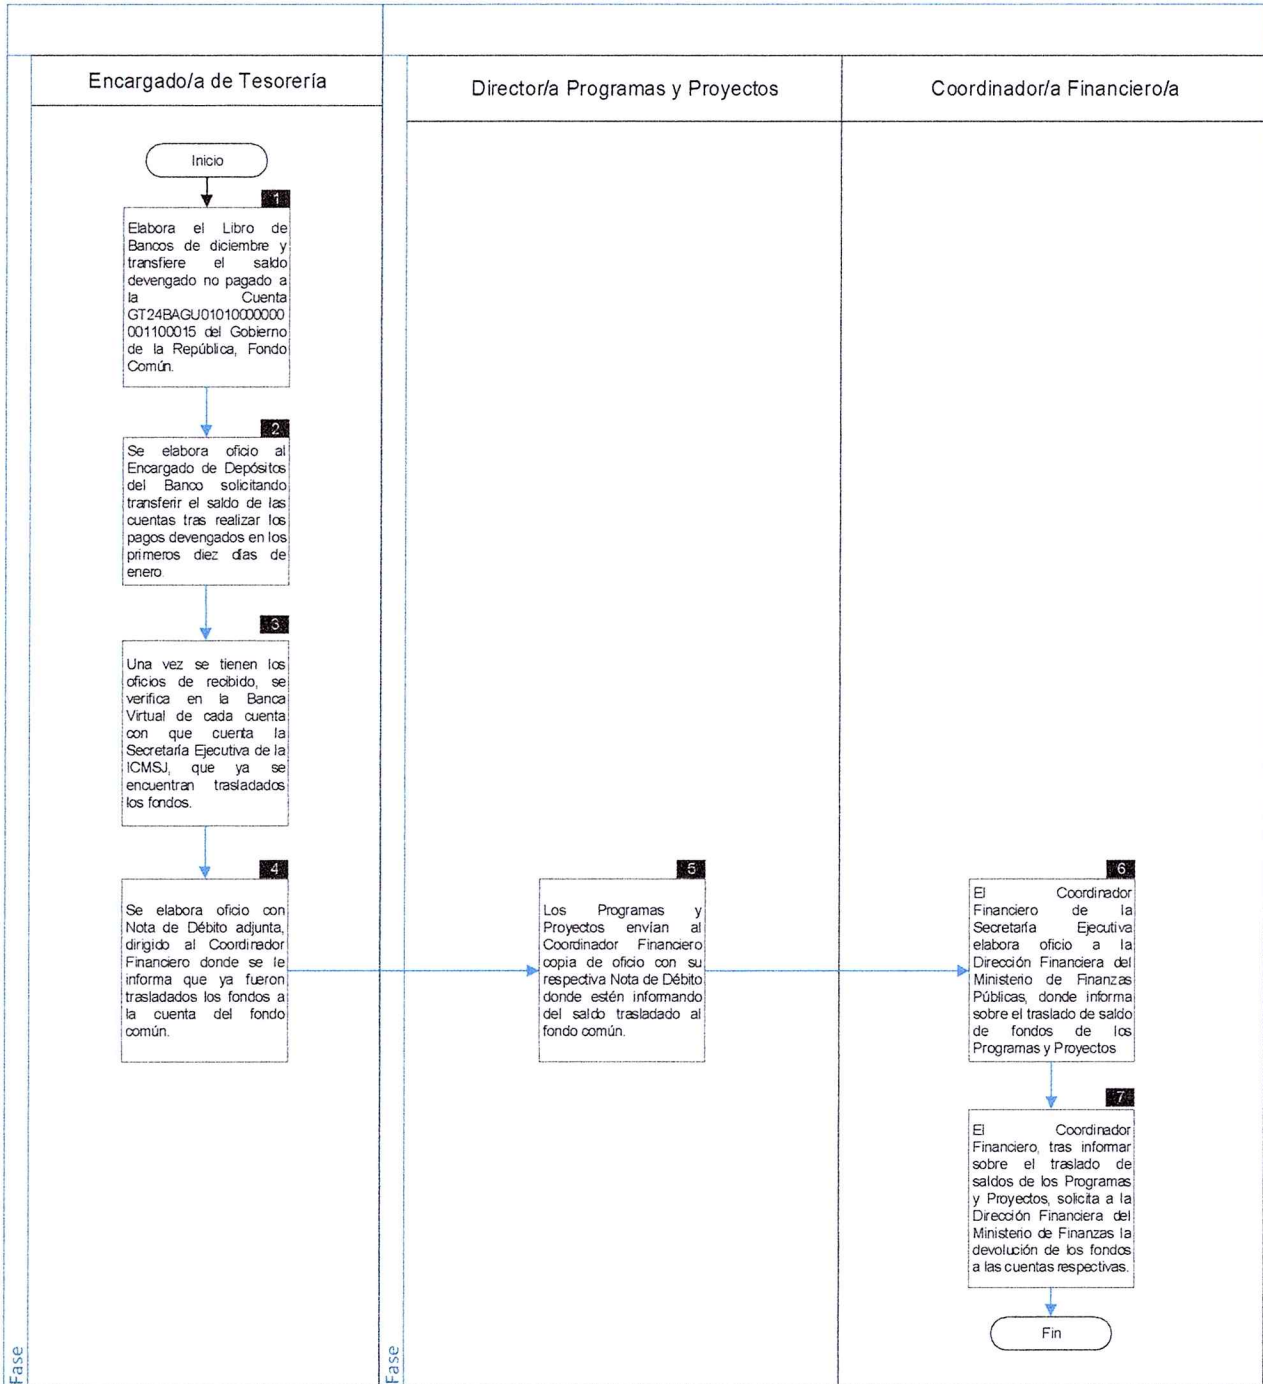 Encargado/a de Tesorería
Director/a Programas y Proyectos
Coordinador/a Financiero/a
Inicio
1
Elabora el Libro de
Bancos de diciembre y
transfiere el saldo
devengado no pagado a
la Cuenta
GT24BAGU01010000000
001100015 del Gobierno
de la República, Fondo
Común.
2
Se elabora oficio al
Encargado de Depósitos
del Banco solicitando
transferir el saldo de las
cuentas tras realizar los
pagos devengados en los
primeros diez días de
enero.
3
Una vez se tienen los
oficios de recibido, se
verifica en la Banca
Virtual de cada cuenta
con que cuenta la
Secretaría Ejecutiva de la
ICMSJ, que ya se
encuentran trasladados
los fondos.
4
Se elabora oficio con
Nota de Débito adjunta,
dirigido al Coordinador
Financiero donde se le
informa que ya fueron
trasladados los fondos a
la cuenta del fondo
común.
5
Los Programas y
Proyectos envían al
Coordinador Financiero
copia de oficio con su
respectiva Nota de Débito
donde estén informando
del saldo trasladado al
fondo común.
6
El Coordinador
Financiero de la
Secretaría Ejecutiva
elabora oficio a la
Dirección Financiera del
Ministerio de Finanzas
Públicas, donde informa
sobre el traslado de saldo
de fondos de los
Programas y Proyectos
7
El Coordinador
Financiero, tras informar
sobre el traslado de
saldos de los Programas
y Proyectos, solicita a la
Dirección Financiera del
Ministerio de Finanzas la
devolución de los fondos
a las cuentas respectivas.
Fin
Fase
Fase